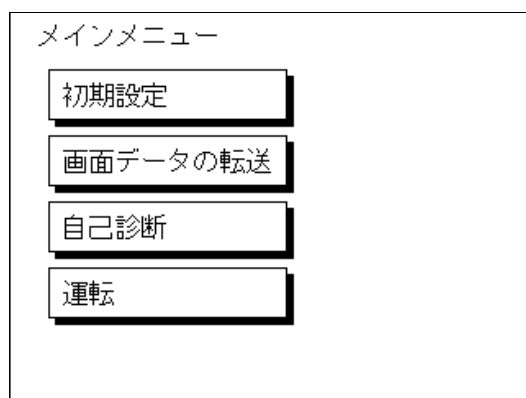 メインメニュー
初期設定
画面データの転送
自己診断
運転